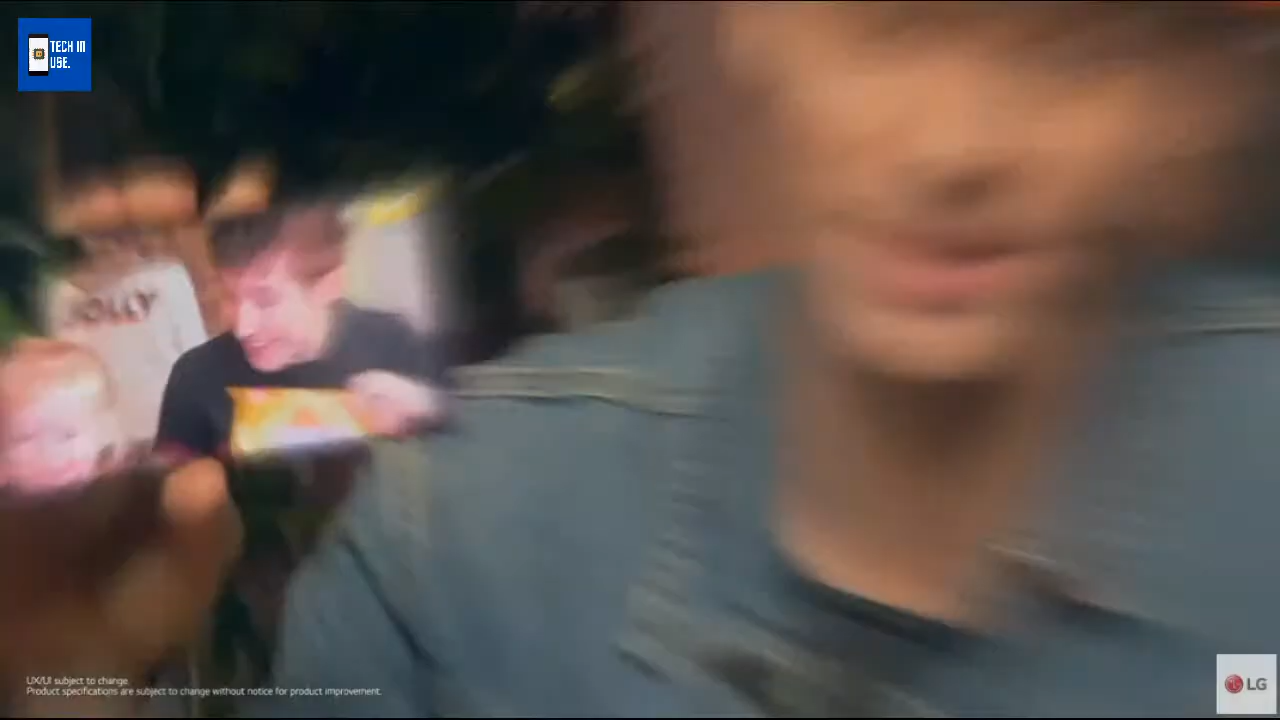 TECH IN
USE.
JOLLY
UX/UI subject to change.
Product specifications are subject to change without notice for product improvement.
LG